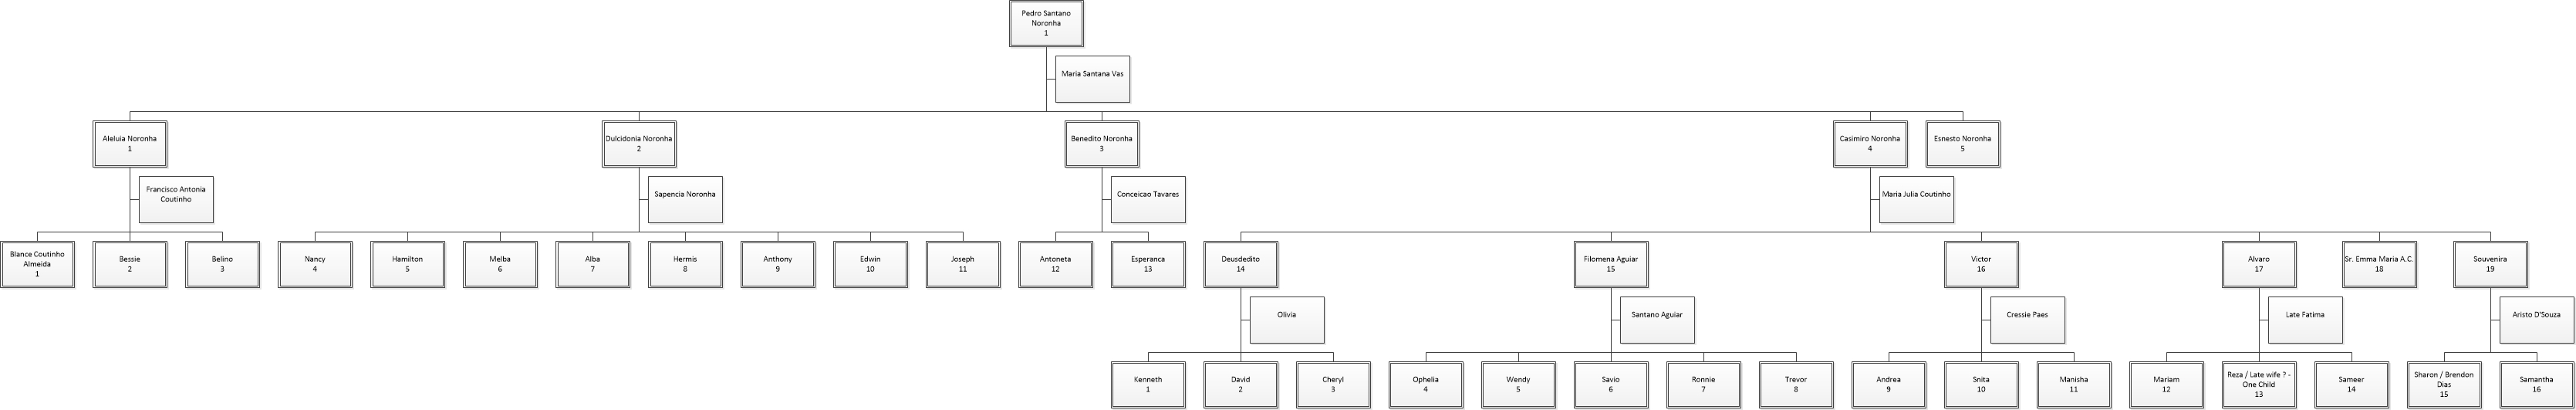 Pedro Santano
Noronha
1
Maria Santana Vas
Aleluia Noronha
1
Dulcidonia Noronha
2
Benedito Noronha
3
Casimiro Noronha
4
Esnesto Noronha
5
Francisco Antonia
Coutinho
Sapencia Noronha
Conceicao Tavares
Maria Julia Coutinho
Blance Coutinho
Almeida
1
Bessie
2
Belino
3
Nancy
4
Hamilton
5
Melba
6
Alba
7
Hermis
8
Anthony
9
Edwin
10
Joseph
11
Antoneta
12
Esperanca
13
Deusdedito
14
Filomena Aguiar
15
Victor
16
Alvaro
17
Sr. Emma Maria A.C.
18
Souvenira
19
Olivia
Santano Aguiar
Cressie Paes
Late Fatima
Aristo D'Souza
Kenneth
1
David
2
Cheryl
3
Ophelia
4
Wendy
5
Savio
6
Ronnie
7
Trevor
8
Andrea
9
Snita
10
Manisha
11
Mariam
12
Reza / Late wife ? -
One Child
13
Sameer
14
Sharon / Brendon
Dias
15
Samantha
16